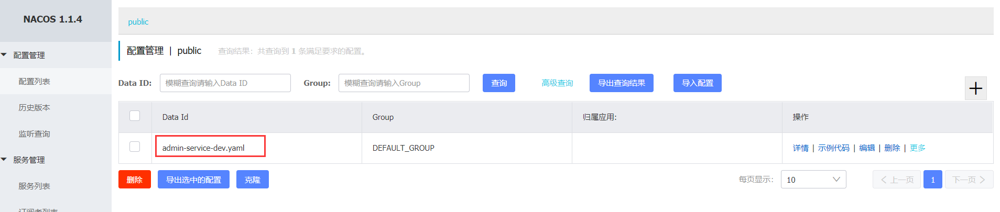 NACOS 1.1.4
配置管理
配置列表
历史版本
监听查询
服务管理
服务列表
订阅者列表
public
配置管理 | public 查询结果：共查询到 1 条满足要求的配置。
Data ID: 模糊查询请输入Data ID Group: 模糊查询请输入Group 查询 高级查询 导出查询结果 导入配置
Data Id Group 归属应用: 操作
admin-service-dev.yaml DEFAULT_GROUP 详情 | 示例代码 | 编辑 | 删除 | 更多
删除 导出选中的配置 克隆 每页显示： 10 上一页 1 下一页